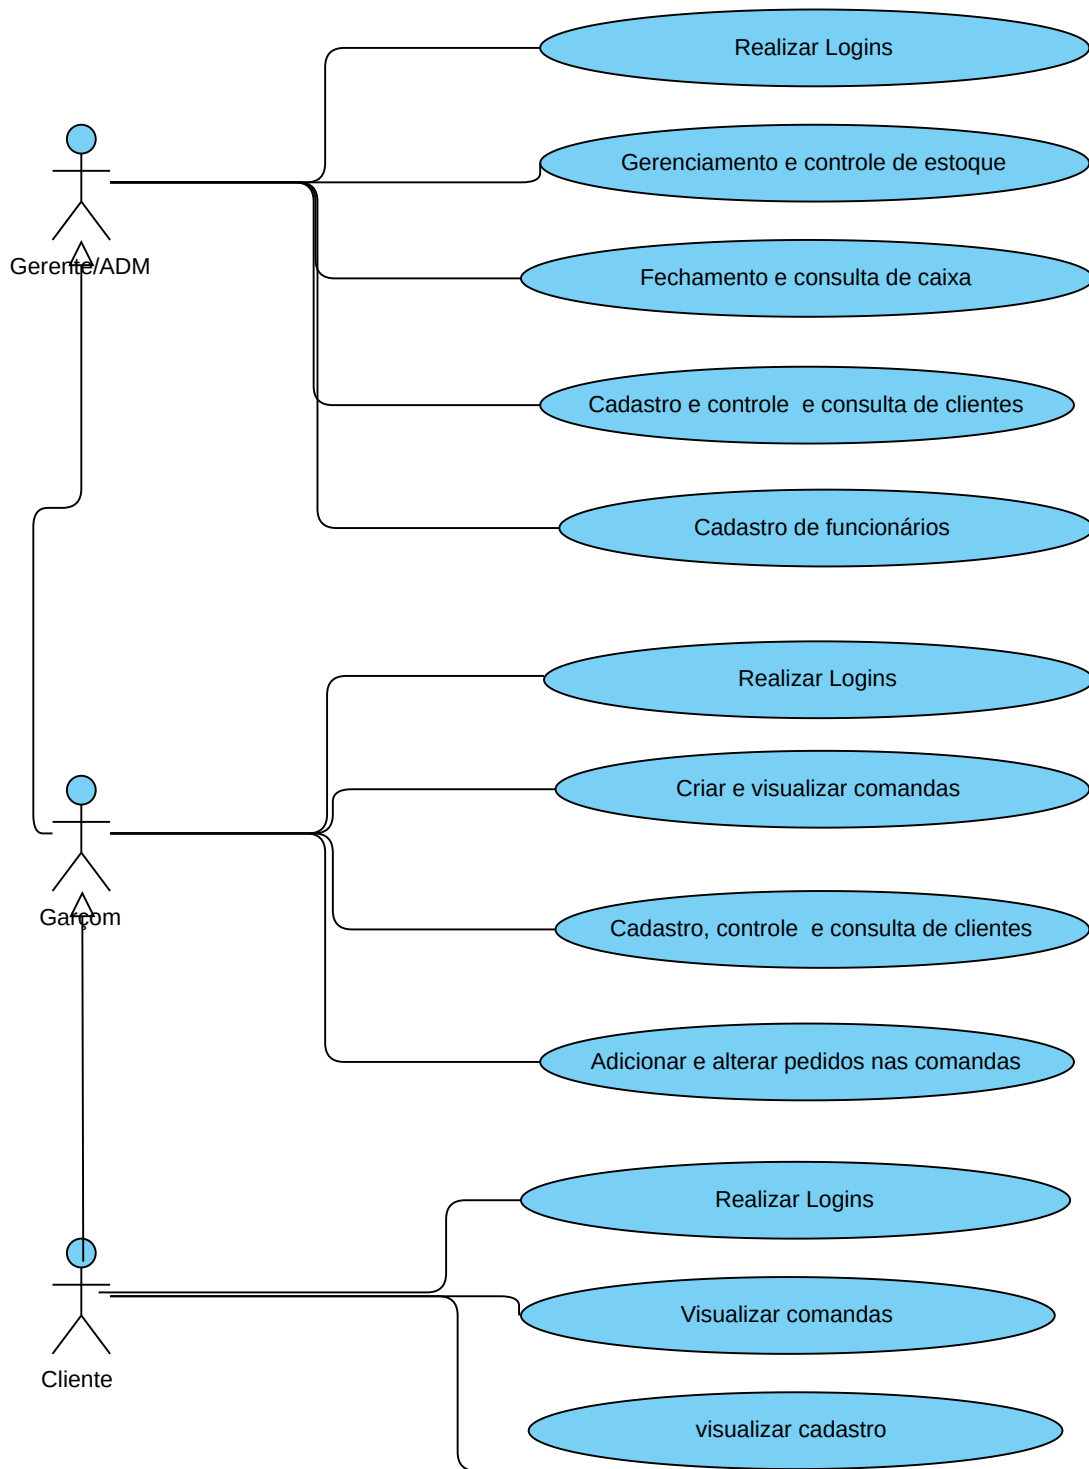 Realizar Logins
Gerenciamento e controle de estoque
Gerente/ADM
Fechamento e consulta de caixa
Cadastro e controle  e consulta de clientes
Cadastro de funcionários
Realizar Logins
Criar e visualizar comandas
Garçom
Cadastro, controle  e consulta de clientes
Adicionar e alterar pedidos nas comandas
Realizar Logins
Visualizar comandas
Cliente
visualizar cadastro